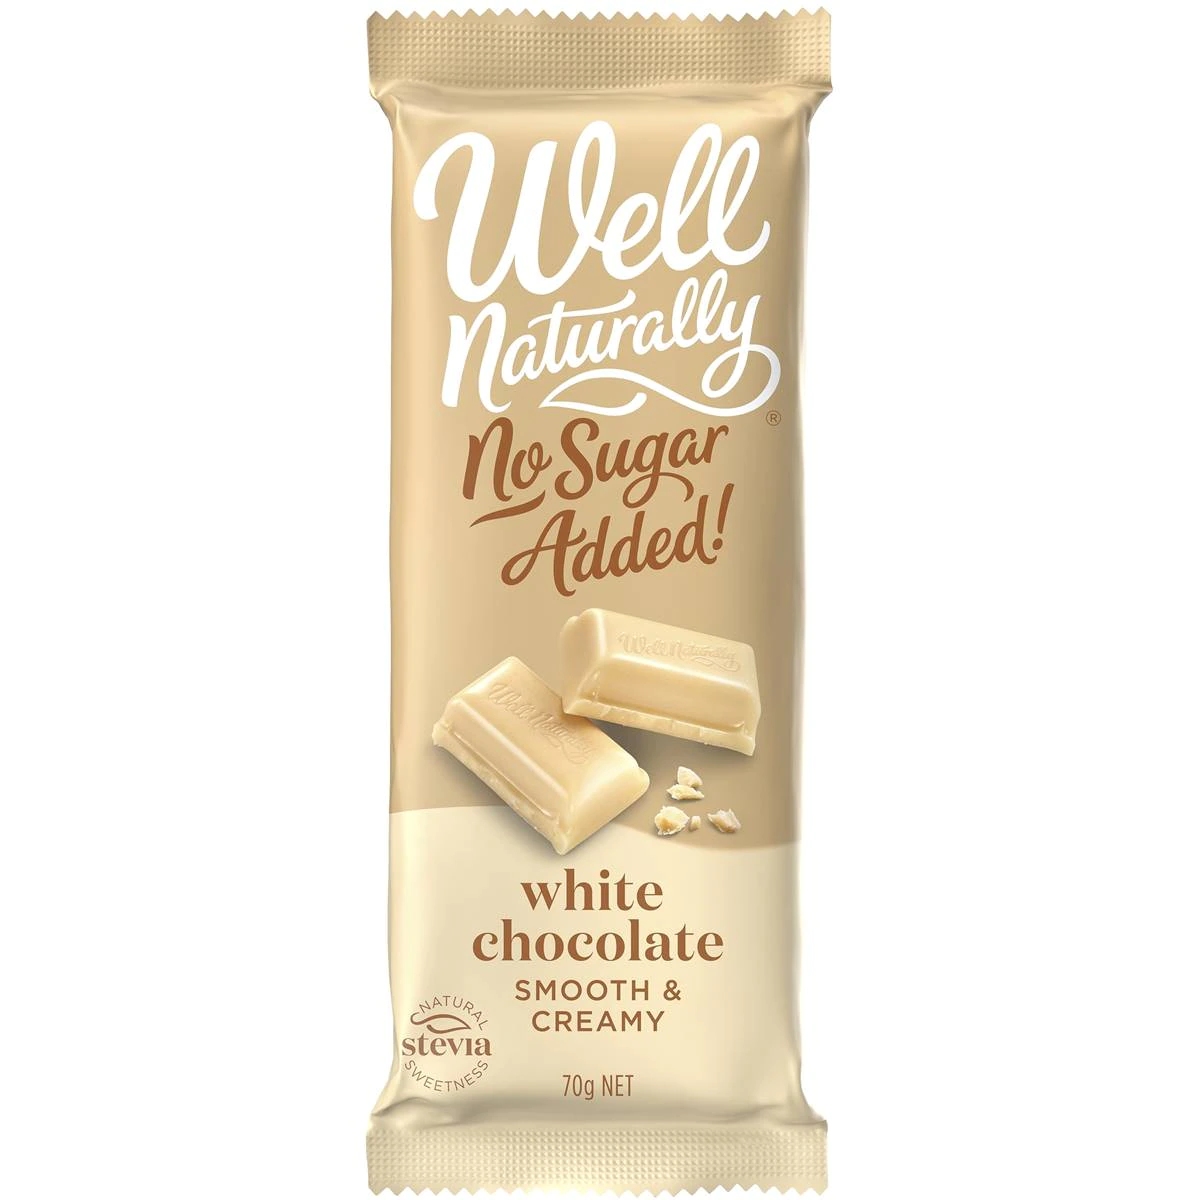 Well
Naturally
®
No Sugar
Added!
Well Naturally
Well Naturally
white
chocolate
SMOOTH &
CREAMY
NATURAL
stevia
SWEETNESS
70g NET